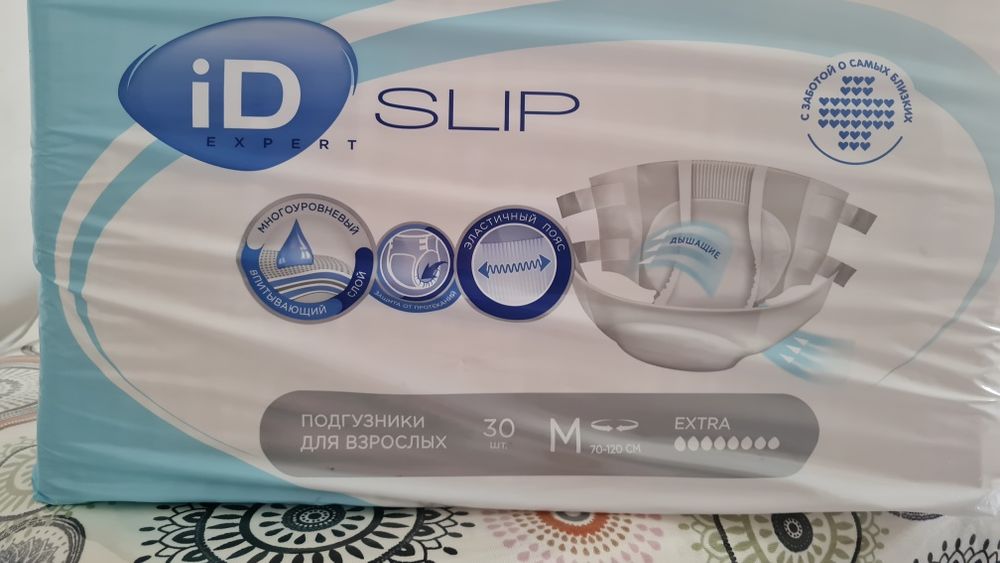 iD
EXPERT
SLIP
С ЗАБОТОЙ О САМЫХ БЛИЗКИХ
МНОГОУРОВНЕВЫЙ
ВПИТЫВАЮЩИЙ СЛОЙ
ЗАЩИТА ОТ ПРОТЕКАНИЙ
ЭЛАСТИЧНЫЙ ПОЯС
ДЫШАЩИЕ
ПОДГУЗНИКИ
ДЛЯ ВЗРОСЛЫХ
30
ШТ.
M
70-120 СМ
EXTRA